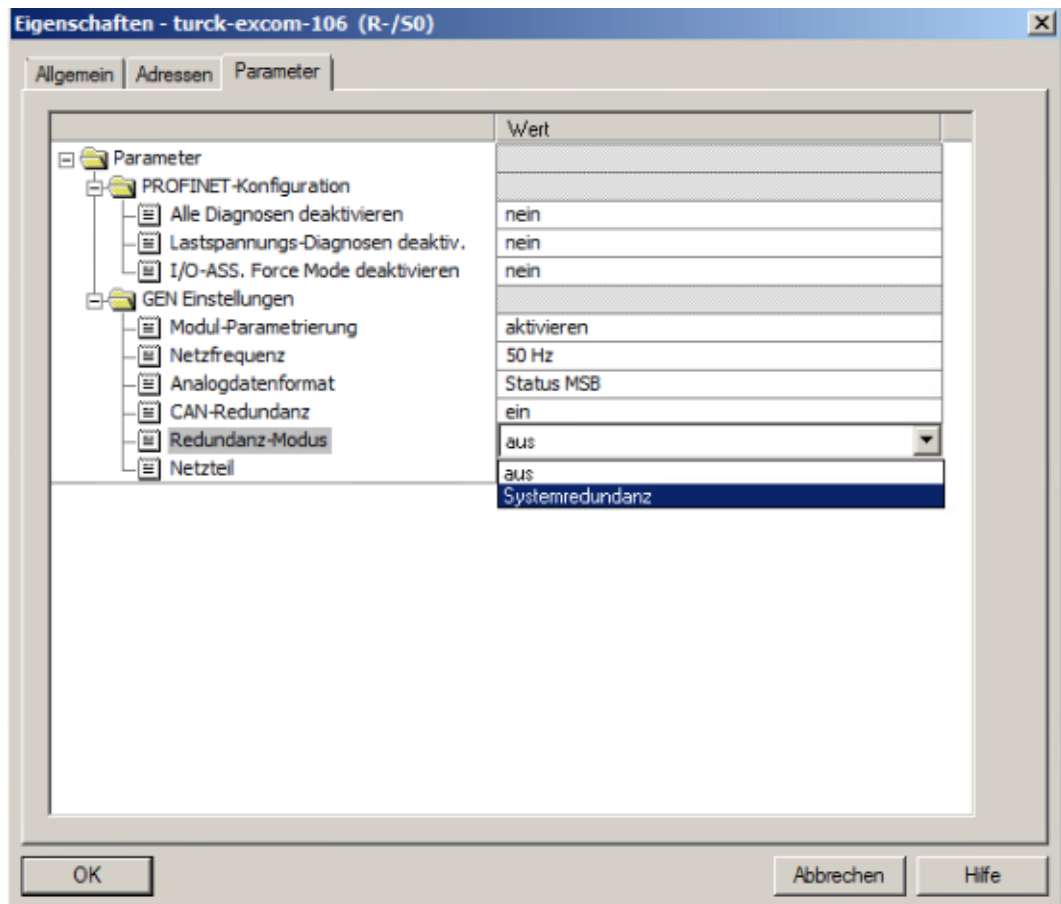 Eigenschaften - turck-excom-106 (R-/S0)
Allgemein Adressen Parameter
Wert
Parameter
PROFINET-Konfiguration
Alle Diagnosen deaktivieren nein
Lastspannungs-Diagnosen deaktiv. nein
I/O-ASS. Force Mode deaktivieren nein
GEN Einstellungen
Modul-Parametrierung aktivieren
Netzfrequenz 50 Hz
Analogdatenformat Status MSB
CAN-Redundanz ein
Redundanz-Modus aus
Netzteil aus
Systemredundanz
OK Abbrechen Hilfe